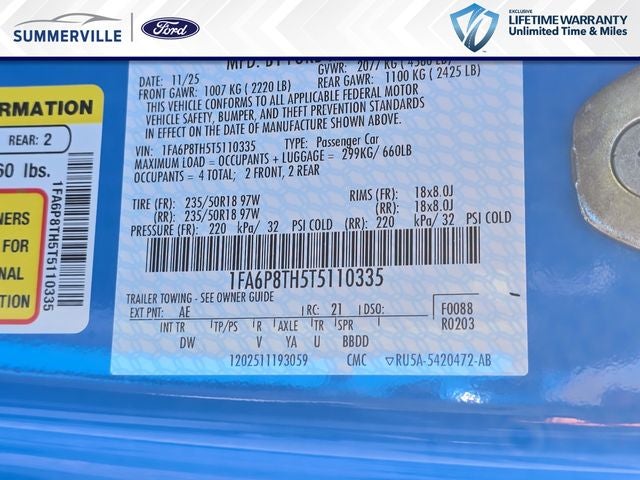 SUMMERVILLE
Ford
EXCLUSIVE
LIFETIME WARRANTY
Unlimited Time & Miles
RMATION
REAR: 2
60 lbs.
NERS
FOR
NAL
ION
1FA6P8TH5T5110335
DATE: 11/25
GVWR: 2077 KG
FRONT GAWR: 1007 KG ( 2220 LB)
REAR GAWR: 1100 KG ( 2425 LB)
THIS VEHICLE CONFORMS TO ALL APPLICABLE FEDERAL MOTOR
VEHICLE SAFETY, BUMPER, AND THEFT PREVENTION STANDARDS
IN EFFECT ON THE DATE OF MANUFACTURE SHOWN ABOVE.
VIN: 1FA6P8TH5T5110335 TYPE: Passenger Car
MAXIMUM LOAD = OCCUPANTS + LUGGAGE = 299KG/ 660LB
OCCUPANTS = 4 TOTAL; 2 FRONT, 2 REAR
TIRE (FR): 235/50R18 97W RIMS (FR): 18x8.0J
(RR): 235/50R18 97W (RR): 18x8.0J
PRESSURE (FR): 220 kPa/ 32 PSI COLD (RR): 220 kPa/ 32 PSI COLD
1FA6P8TH5T5110335
TRAILER TOWING - SEE OWNER GUIDE
EXT PNT: AE RC: 21 DSO: F0088
R0203
INT TR TP/PS R AXLE TR SPR
DW V YA U BBDD
1202511193059 CMC ▽RU5A-5420472-AB